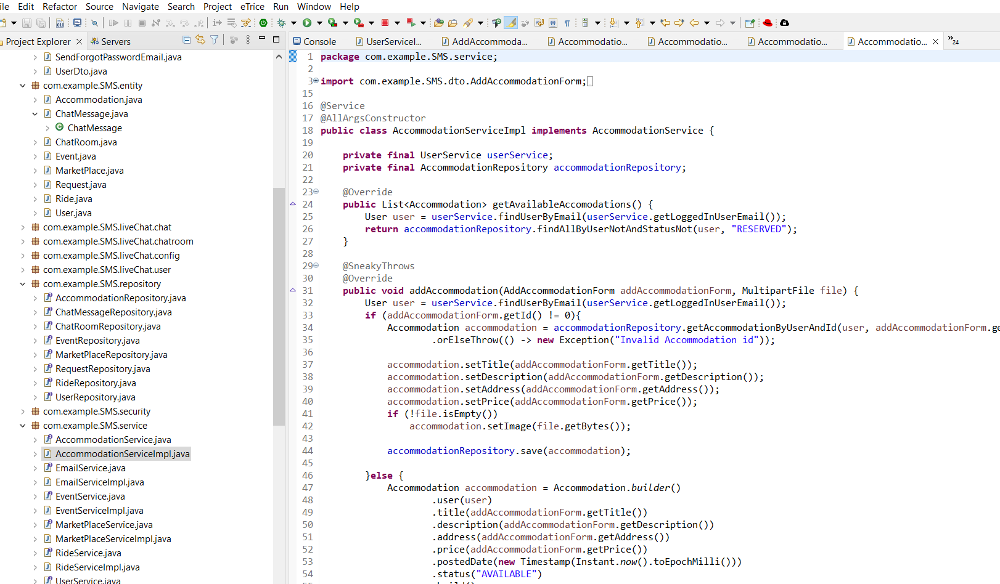 ile Edit Refactor Source Navigate Search Project eTrice Run Window Help
010
Project Explorer Servers
Console UserServiceI... AddAccommoda... Accommodatio... Accommodatio... Accommodatio... Accommodatio... 24
SendForgotPasswordEmail.java
UserDto.java
com.example.SMS.entity
Accommodation.java
ChatMessage.java
ChatMessage
ChatRoom.java
Event.java
MarketPlace.java
Request.java
Ride.java
User.java
com.example.SMS.liveChat.chat
com.example.SMS.liveChat.chatroom
com.example.SMS.liveChat.config
com.example.SMS.liveChat.user
com.example.SMS.repository
AccommodationRepository.java
ChatMessageRepository.java
ChatRoomRepository.java
EventRepository.java
MarketPlaceRepository.java
RequestRepository.java
RideRepository.java
UserRepository.java
com.example.SMS.security
com.example.SMS.service
AccommodationService.java
AccommodationServiceImpl.java
EmailService.java
EmailServiceImpl.java
EventService.java
EventServiceImpl.java
MarketPlaceService.java
MarketPlaceServiceImpl.java
RideService.java
RideServiceImpl.java
UserService.java
1 package com.example.SMS.service;
2
3 import com.example.SMS.dto.AddAccommodationForm;
15
16 @Service
17 @AllArgsConstructor
18 public class AccommodationServiceImpl implements AccommodationService {
19
20 private final UserService userService;
21 private final AccommodationRepository accommodationRepository;
22
23 @Override
24 public List<Accommodation> getAvailableAccomodations() {
25 User user = userService.findUserByEmail(userService.getLoggedInUserEmail());
26 return accommodationRepository.findAllByUserNotAndStatusNot(user, "RESERVED");
27 }
28
29 @SneakyThrows
30 @Override
31 public void addAccommodation(AddAccommodationForm addAccommodationForm, MultipartFile file) {
32 User user = userService.findUserByEmail(userService.getLoggedInUserEmail());
33 if (addAccommodationForm.getId() != 0){
34 Accommodation accommodation = accommodationRepository.getAccommodationByUserAndId(user, addAccommodationForm.ge
35 .orElseThrow(() -> new Exception("Invalid Accommodation id"));
36
37 accommodation.setTitle(addAccommodationForm.getTitle());
38 accommodation.setDescription(addAccommodationForm.getDescription());
39 accommodation.setAddress(addAccommodationForm.getAddress());
40 accommodation.setPrice(addAccommodationForm.getPrice());
41 if (!file.isEmpty())
42 accommodation.setImage(file.getBytes());
43
44 accommodationRepository.save(accommodation);
45
46 }else {
47 Accommodation accommodation = Accommodation.builder()
48 .user(user)
49 .title(addAccommodationForm.getTitle())
50 .description(addAccommodationForm.getDescription())
51 .address(addAccommodationForm.getAddress())
52 .price(addAccommodationForm.getPrice())
53 .postedDate(new Timestamp(Instant.now().toEpochMilli()))
54 .status("AVAILABLE")